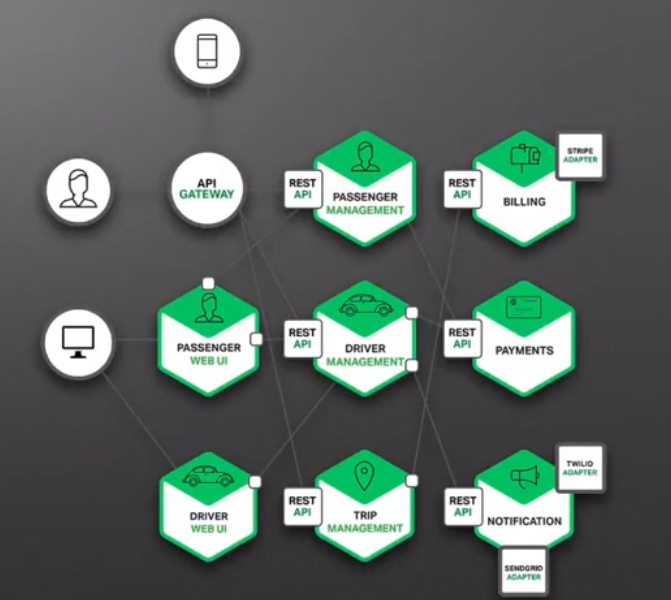 API
GATEWAY
REST
API
PASSENGER
MANAGEMENT
REST
API
BILLING
STRIPE
ADAPTER
PASSENGER
WEB UI
REST
API
DRIVER
MANAGEMENT
REST
API
PAYMENTS
DRIVER
WEB UI
REST
API
TRIP
MANAGEMENT
REST
API
NOTIFICATION
TWILIO
ADAPTER
SENDGRID
ADAPTER